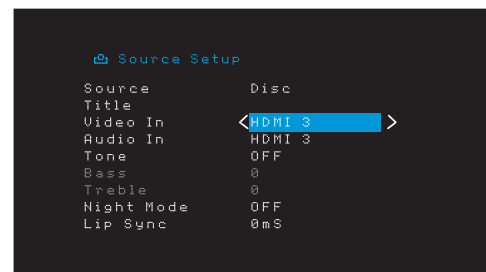 Source Setup
Source Disc
Title
Video In HDMI 3
Audio In HDMI 3
Tone OFF
Bass 0
Treble 0
Night Mode OFF
Lip Sync 0mS